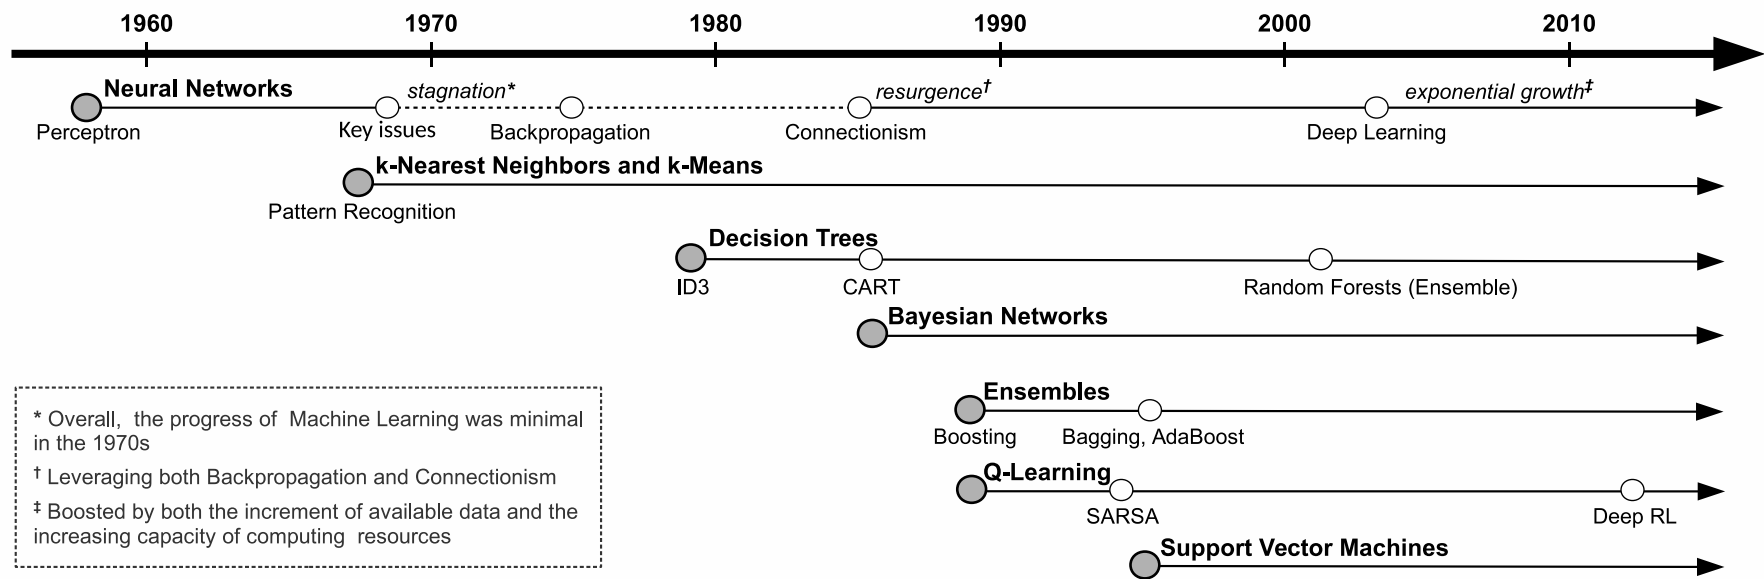 1960 1970 1980 1990 2000 2010
Neural Networks stagnation* resurgence† exponential growth‡
Perceptron Key issues Backpropagation Connectionism Deep Learning
k-Nearest Neighbors and k-Means
Pattern Recognition
Decision Trees
ID3 CART Random Forests (Ensemble)
Bayesian Networks
Ensembles
Boosting Bagging, AdaBoost
Q-Learning
SARSA Deep RL
Support Vector Machines
* Overall, the progress of Machine Learning was minimal
in the 1970s
† Leveraging both Backpropagation and Connectionism
‡ Boosted by both the increment of available data and the
increasing capacity of computing resources